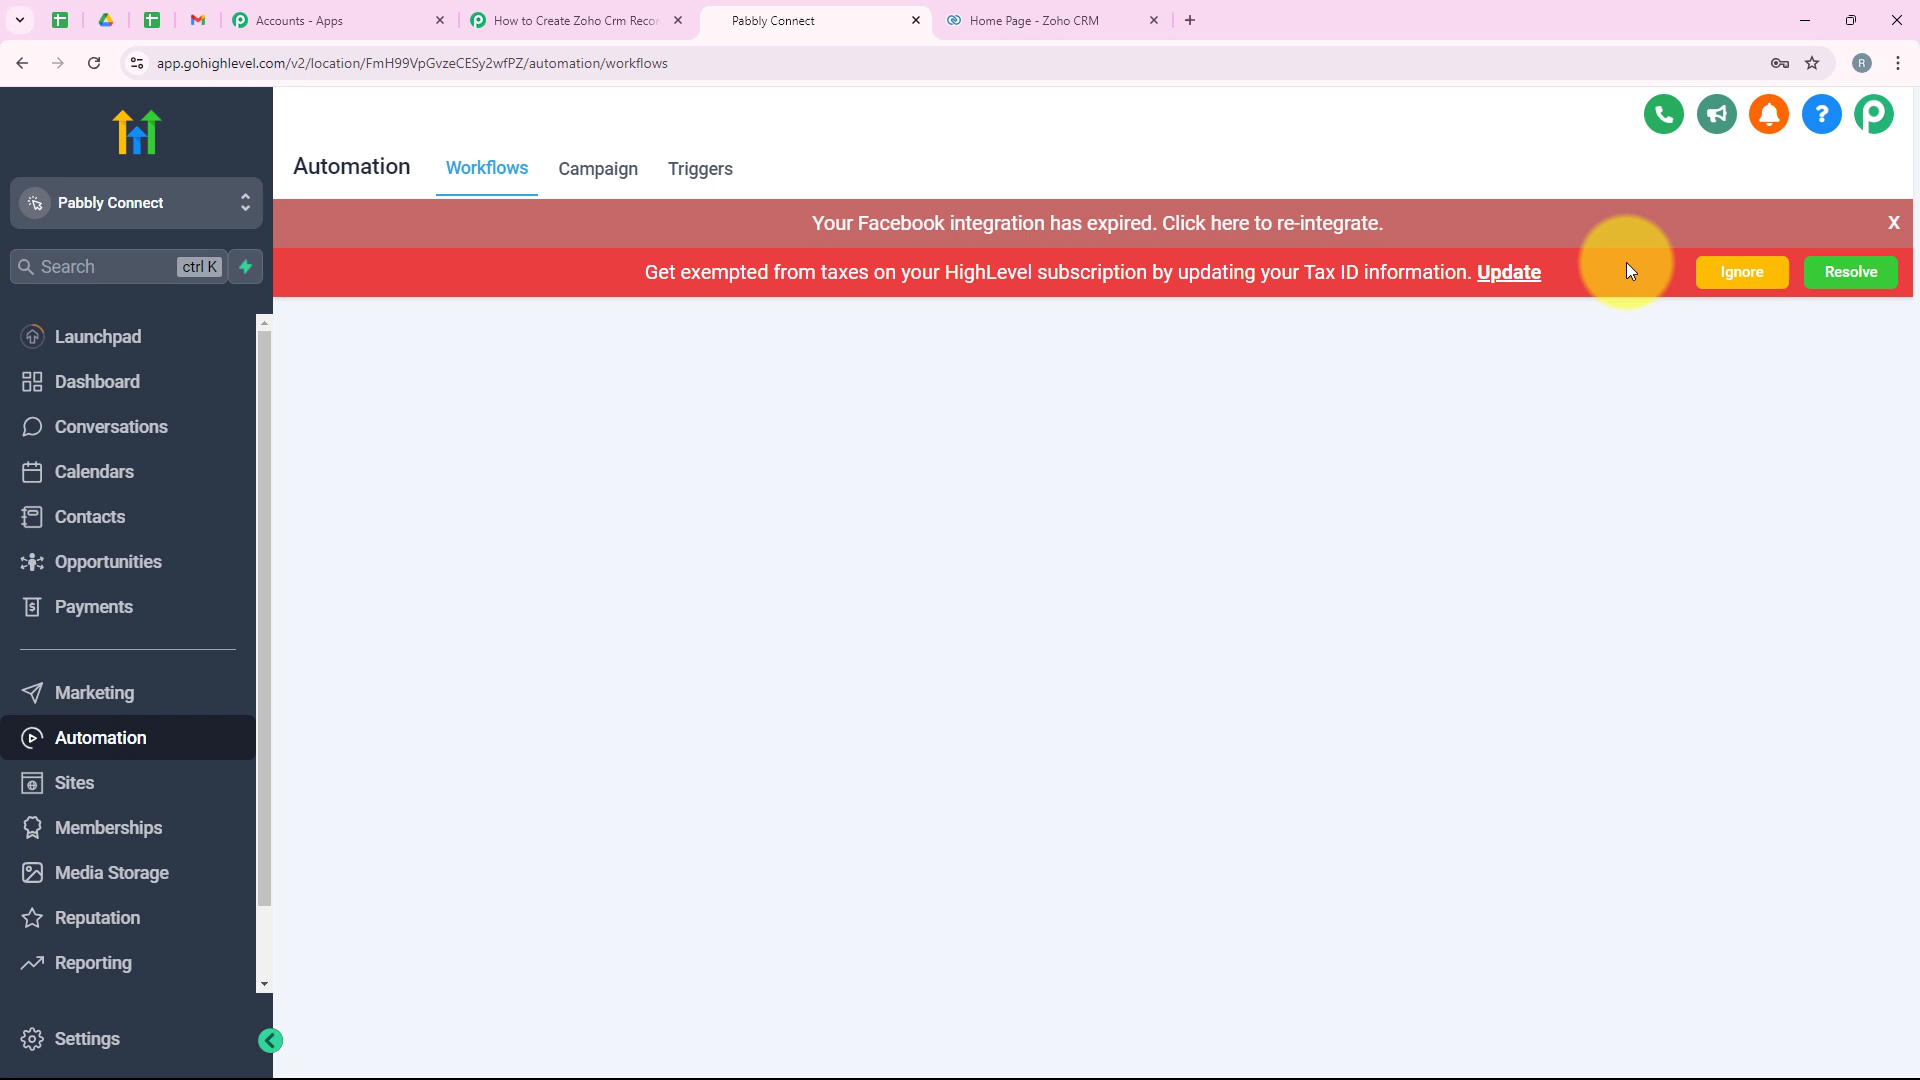 Accounts - Apps
How to Create Zoho Crm Recor
Pabbly Connect
Home Page - Zoho CRM
app.gohighlevel.com/v2/location/FmH99VpGvzeCESy2wfPZ/automation/workflows
R
Pabbly Connect
Search ctrl K
Launchpad
Dashboard
Conversations
Calendars
Contacts
Opportunities
Payments
Marketing
Automation
Sites
Memberships
Media Storage
Reputation
Reporting
Settings
Automation Workflows Campaign Triggers
Your Facebook integration has expired. Click here to re-integrate. X
Get exempted from taxes on your HighLevel subscription by updating your Tax ID information. Update
Ignore Resolve